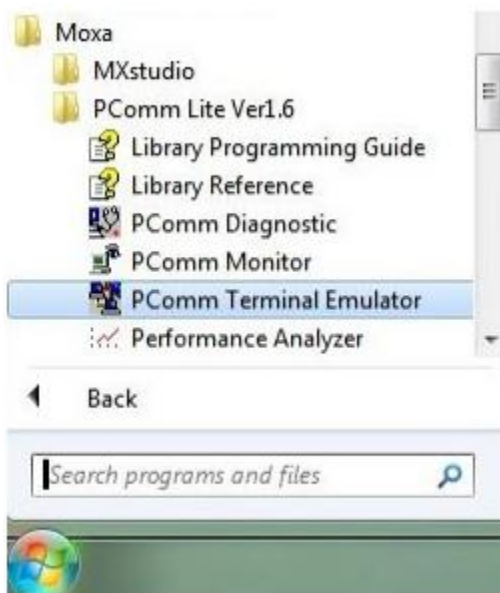 Moxa
MXstudio
PComm Lite Ver1.6
Library Programming Guide
Library Reference
PComm Diagnostic
PComm Monitor
PComm Terminal Emulator
Performance Analyzer
Back
Search programs and files